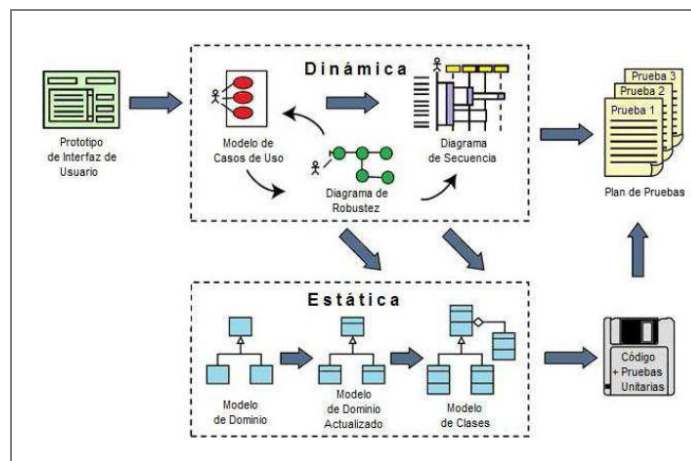 Dinámica
Prototipo
de Interfaz de
Usuario
Modelo de
Casos de Uso
Diagrama de
Robustez
Diagrama
de Secuencia
Prueba 3
Prueba 2
Prueba 1
Plan de Pruebas
Estática
Modelo
de Dominio
Modelo
de Dominio
Actualizado
Modelo
de Clases
Código
+ Pruebas
Unitarias